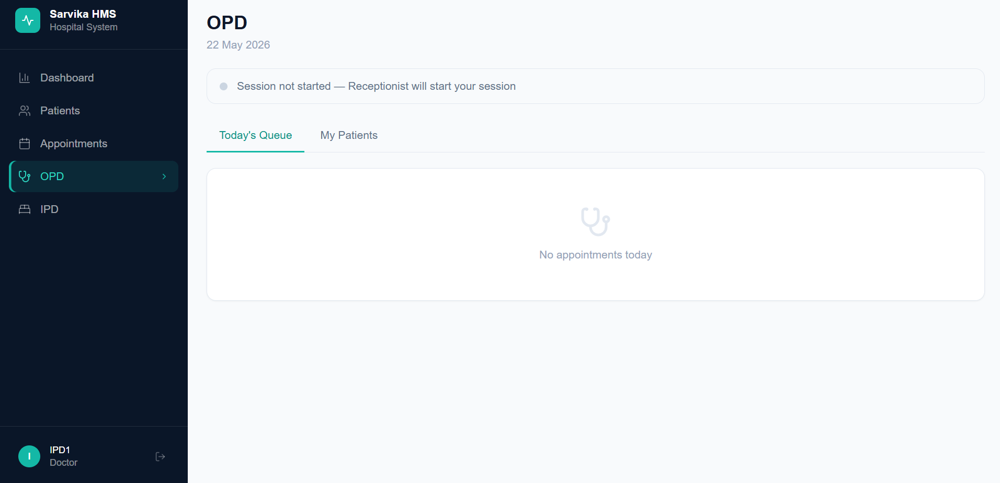 Sarvika HMS
Hospital System
Dashboard
Patients
Appointments
OPD
IPD
I
IPD1
Doctor
OPD
22 May 2026
Session not started — Receptionist will start your session
Today's Queue
My Patients
No appointments today